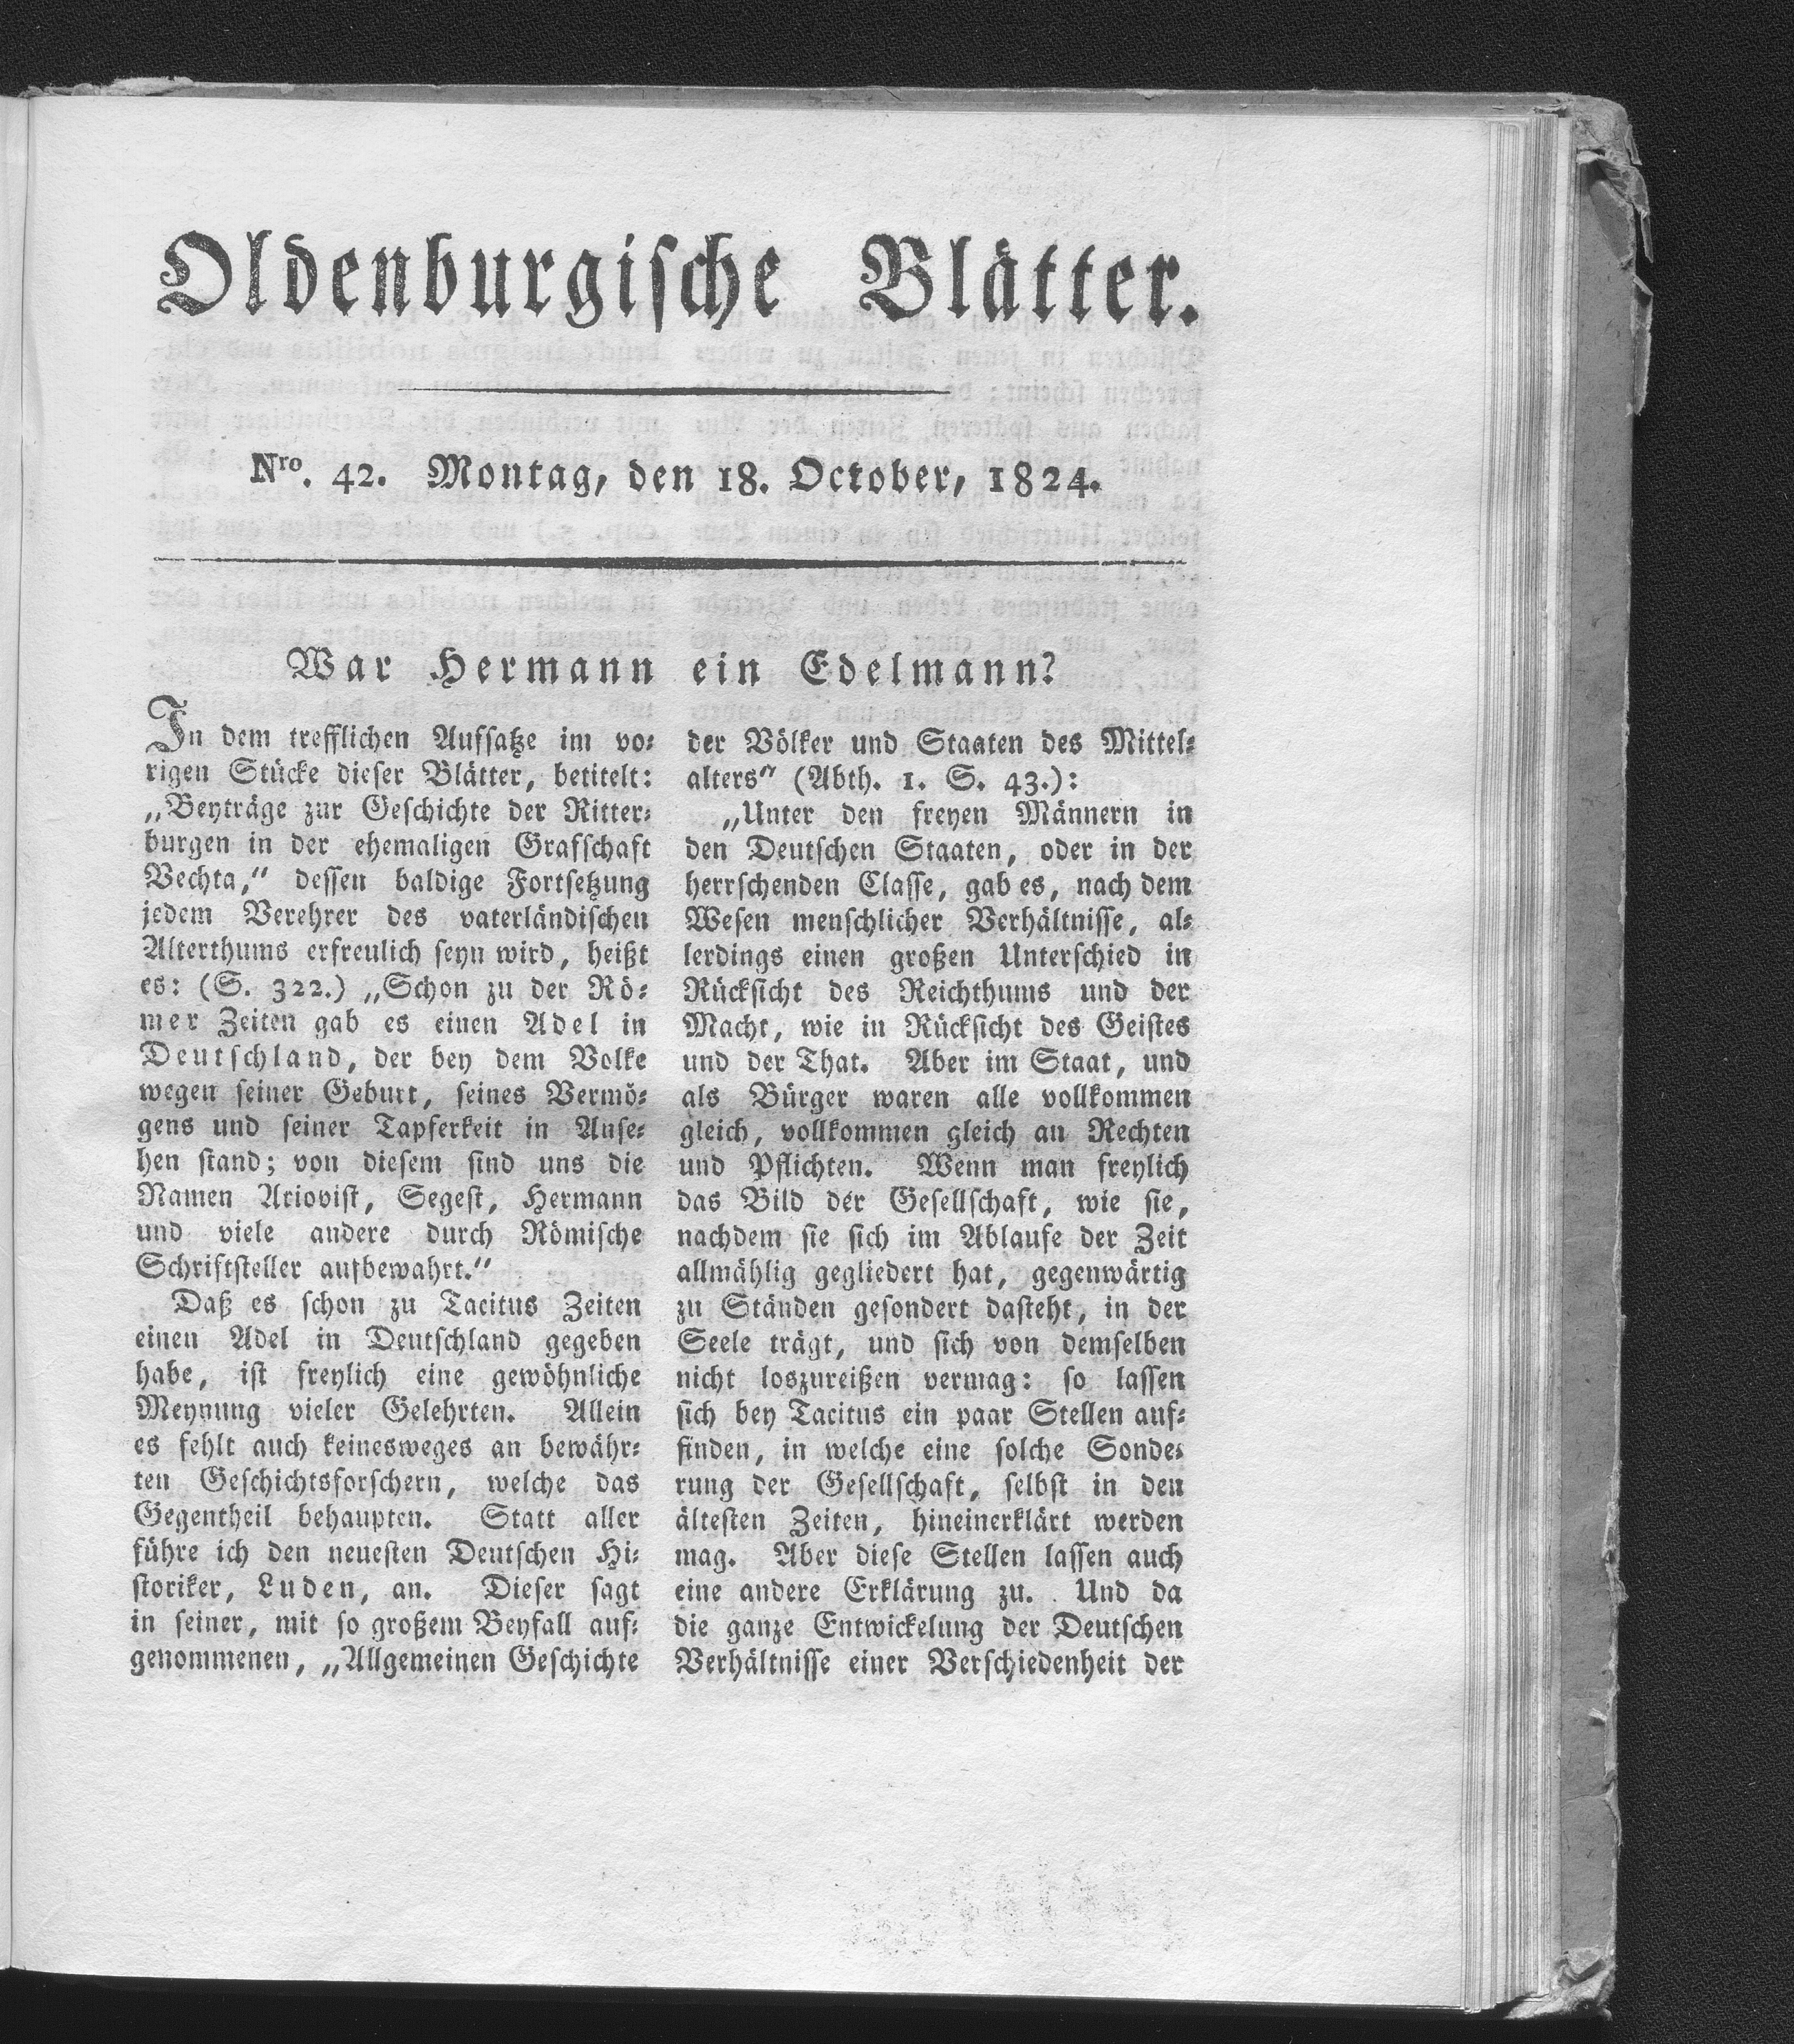 Oldenburgische Blätter.
Nro. 42. Montag, den 18. October, 1824.
War Hermann ein Edelmann?
In dem trefflichen Aufsatze im vo-
rigen Stücke dieser Blätter, betitelt:
„Beyträge zur Geschichte der Ritter-
burgen in der ehemaligen Grafschaft
Vechta,“ dessen baldige Fortsetzung
jedem Verehrer des vaterländischen
Alterthums erfreulich seyn wird, heißt
es: (S. 322.) „Schon zu der Rö-
mer Zeiten gab es einen Adel in
Deutschland, der bey dem Volke
wegen seiner Geburt, seines Vermö-
gens und seiner Tapferkeit in Anse-
hen stand; von diesem sind uns die
Namen Ariovist, Segest, Hermann
und viele andere durch Römische
Schriftsteller aufbewahrt.“
Daß es schon zu Tacitus Zeiten
einen Adel in Deutschland gegeben
habe, ist freylich eine gewöhnliche
Meynung vieler Gelehrten. Allein
es fehlt auch keinesweges an bewähr-
ten Geschichtsforschern, welche das
Gegentheil behaupten. Statt aller
führe ich den neuesten Deutschen Hi-
storiker, Luden, an. Dieser sagt
in seiner, mit so großem Beyfall auf-
genommenen, „Allgemeinen Geschichte
der Völker und Staaten des Mittel-
alters“ (Abth. 1. S. 43.):
„Unter den freyen Männern in
den Deutschen Staaten, oder in der
herrschenden Classe, gab es, nach dem
Wesen menschlicher Verhältnisse, al-
lerdings einen großen Unterschied in
Rücksicht des Reichthums und der
Macht, wie in Rücksicht des Geistes
und der That. Aber im Staat, und
als Bürger waren alle vollkommen
gleich, vollkommen gleich an Rechten
und Pflichten. Wenn man freylich
das Bild der Gesellschaft, wie sie,
nachdem sie sich im Ablaufe der Zeit
allmählig gegliedert hat, gegenwärtig
zu Ständen gesondert dasteht, in der
Seele trägt, und sich von demselben
nicht loszureißen vermag: so lassen
sich bey Tacitus ein paar Stellen auf-
finden, in welche eine solche Sonde-
rung der Gesellschaft, selbst in den
ältesten Zeiten, hineinerklärt werden
mag. Aber diese Stellen lassen auch
eine andere Erklärung zu. Und da
die ganze Entwickelung der Deutschen
Verhältnisse einer Verschiedenheit der